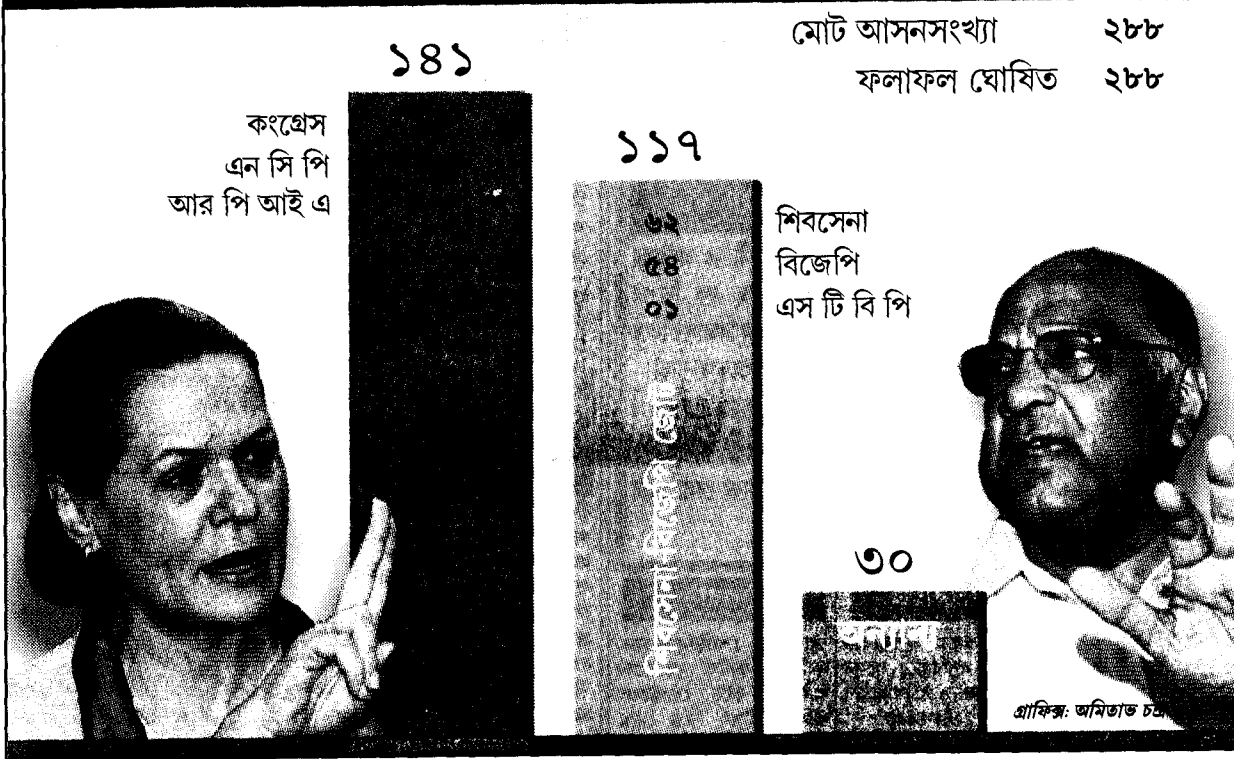 মোট আসনসংখ্যা ২৮৮
ফলাফল ঘোষিত ২৮৮
১৪১
কংগ্রেস
এন সি পি
আর পি আই এ
১১৭
৬২ শিবসেনা
৫৪ বিজেপি
০১ এস টি বি পি
শিবসেনা বিজেপি
৩০
অন্যান্য
গ্রাফিক্স: অমিতাভ